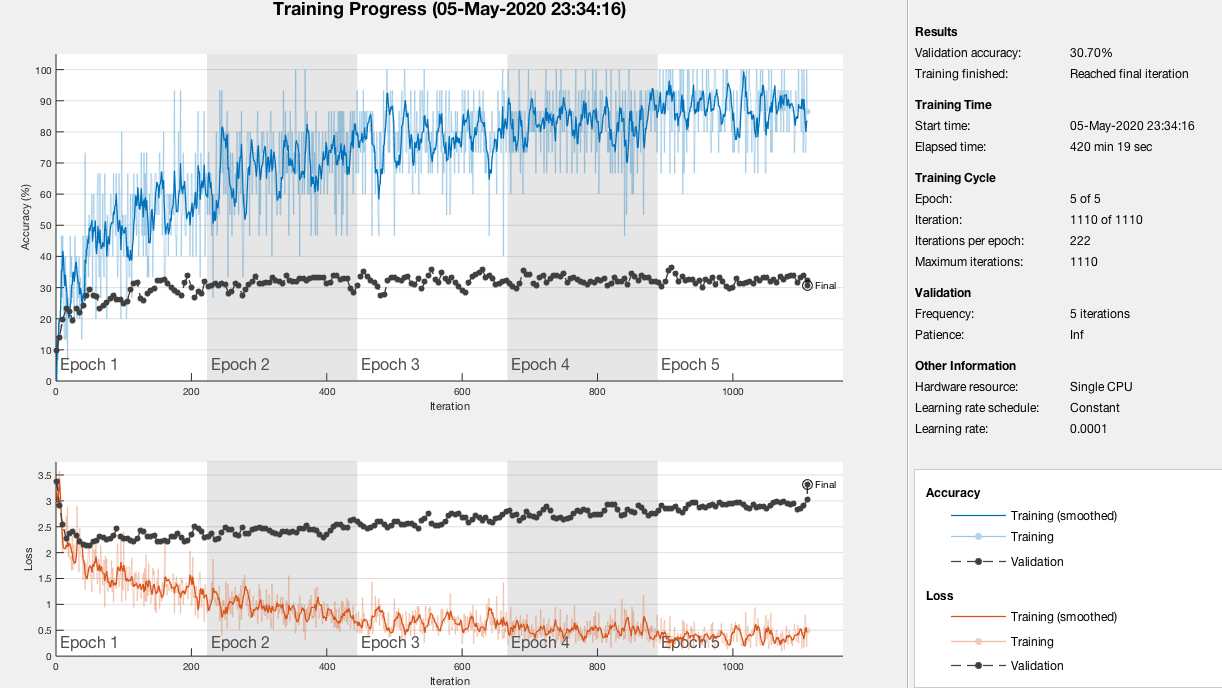 Training Progress (05-May-2020 23:34:16)
100
90
80
70
60
50
40
30
20
10
0
Accuracy (%)
Final
Epoch 1 Epoch 2 Epoch 3 Epoch 4 Epoch 5
0 200 400 600 800 1000
Iteration
3.5
3
2.5
2
1.5
1
0.5
0
Loss
Final
Epoch 1 Epoch 2 Epoch 3 Epoch 4 Epoch 5
0 200 400 600 800 1000
Iteration
Results
Validation accuracy: 30.70%
Training finished: Reached final iteration
Training Time
Start time: 05-May-2020 23:34:16
Elapsed time: 420 min 19 sec
Training Cycle
Epoch: 5 of 5
Iteration: 1110 of 1110
Iterations per epoch: 222
Maximum iterations: 1110
Validation
Frequency: 5 iterations
Patience: Inf
Other Information
Hardware resource: Single CPU
Learning rate schedule: Constant
Learning rate: 0.0001
Accuracy
Training (smoothed)
Training
Validation
Loss
Training (smoothed)
Training
Validation